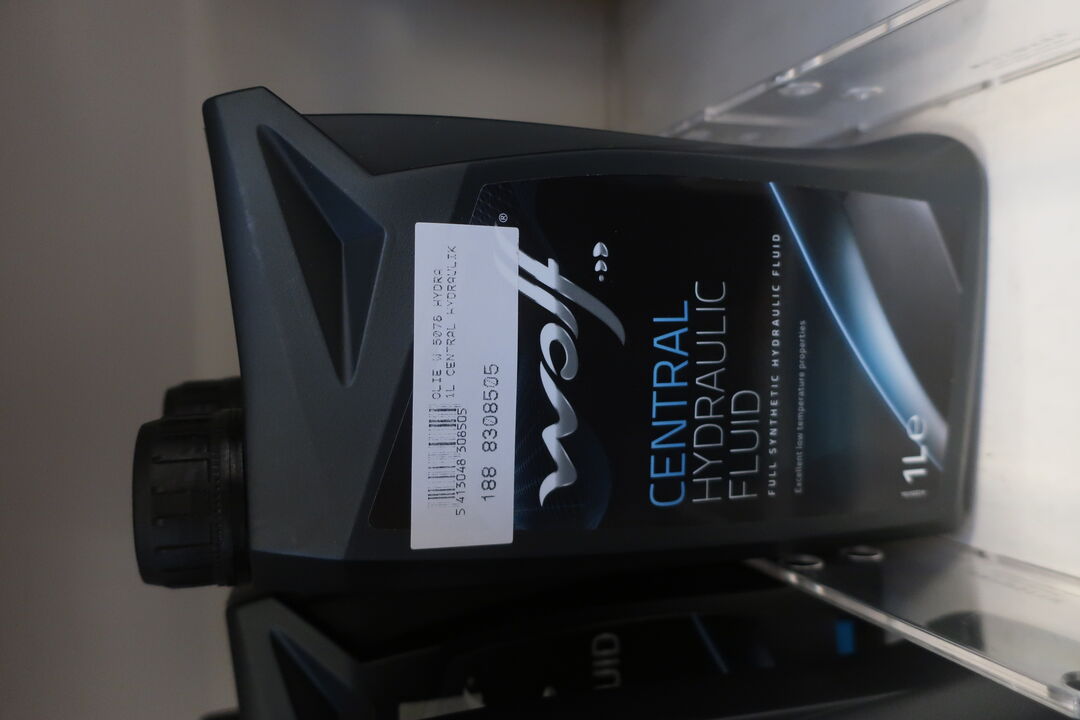 OLIE W 5076 HYDRA
1L CENTRAL HYDRAULIK
5 413048 308505
188 8308505
wolf
®
CENTRAL
HYDRAULIC
FLUID
FULL SYNTHETIC HYDRAULIC FLUID
Excellent low temperature properties
1 L e
UID